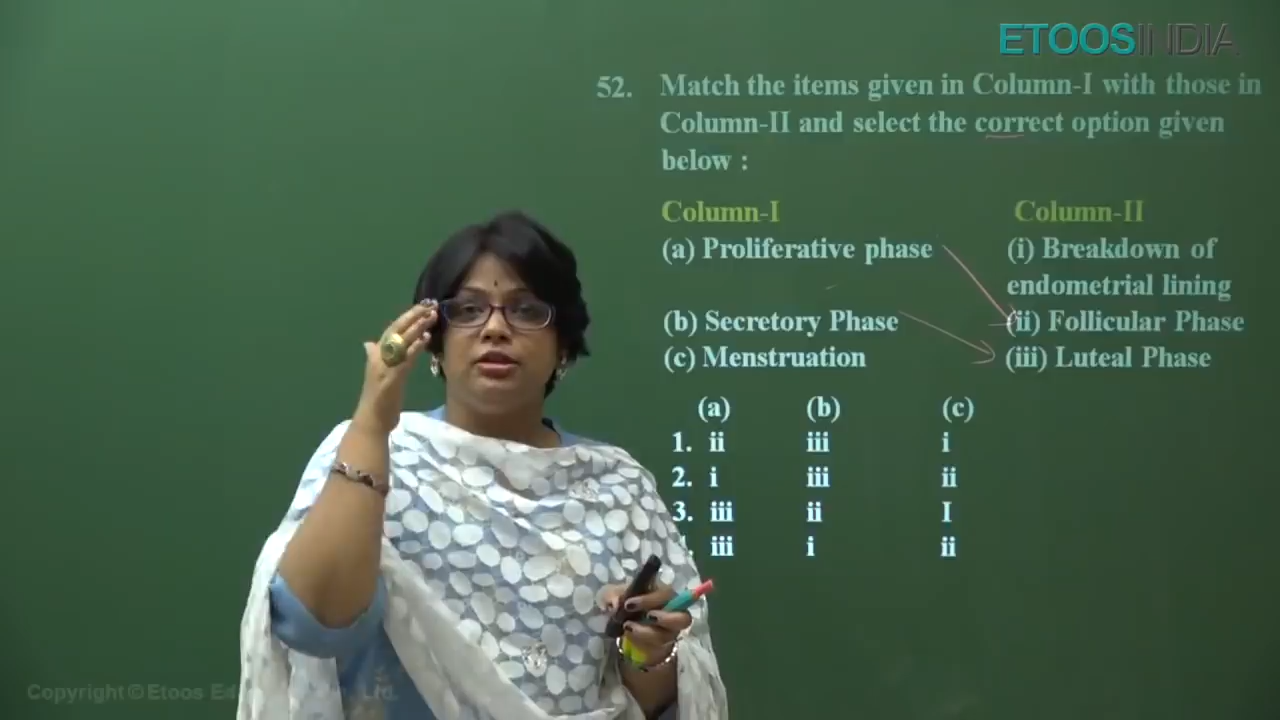 ETOOSINDIA
52. Match the items given in Column-I with those in
Column-II and select the correct option given
below :
Column-I Column-II
(a) Proliferative phase (i) Breakdown of
endometrial lining
(b) Secretory Phase (ii) Follicular Phase
(c) Menstruation (iii) Luteal Phase
(a) (b) (c)
1. ii iii i
2. i iii ii
3. iii ii I
iii i ii
Copyright © Etoos Ltd.